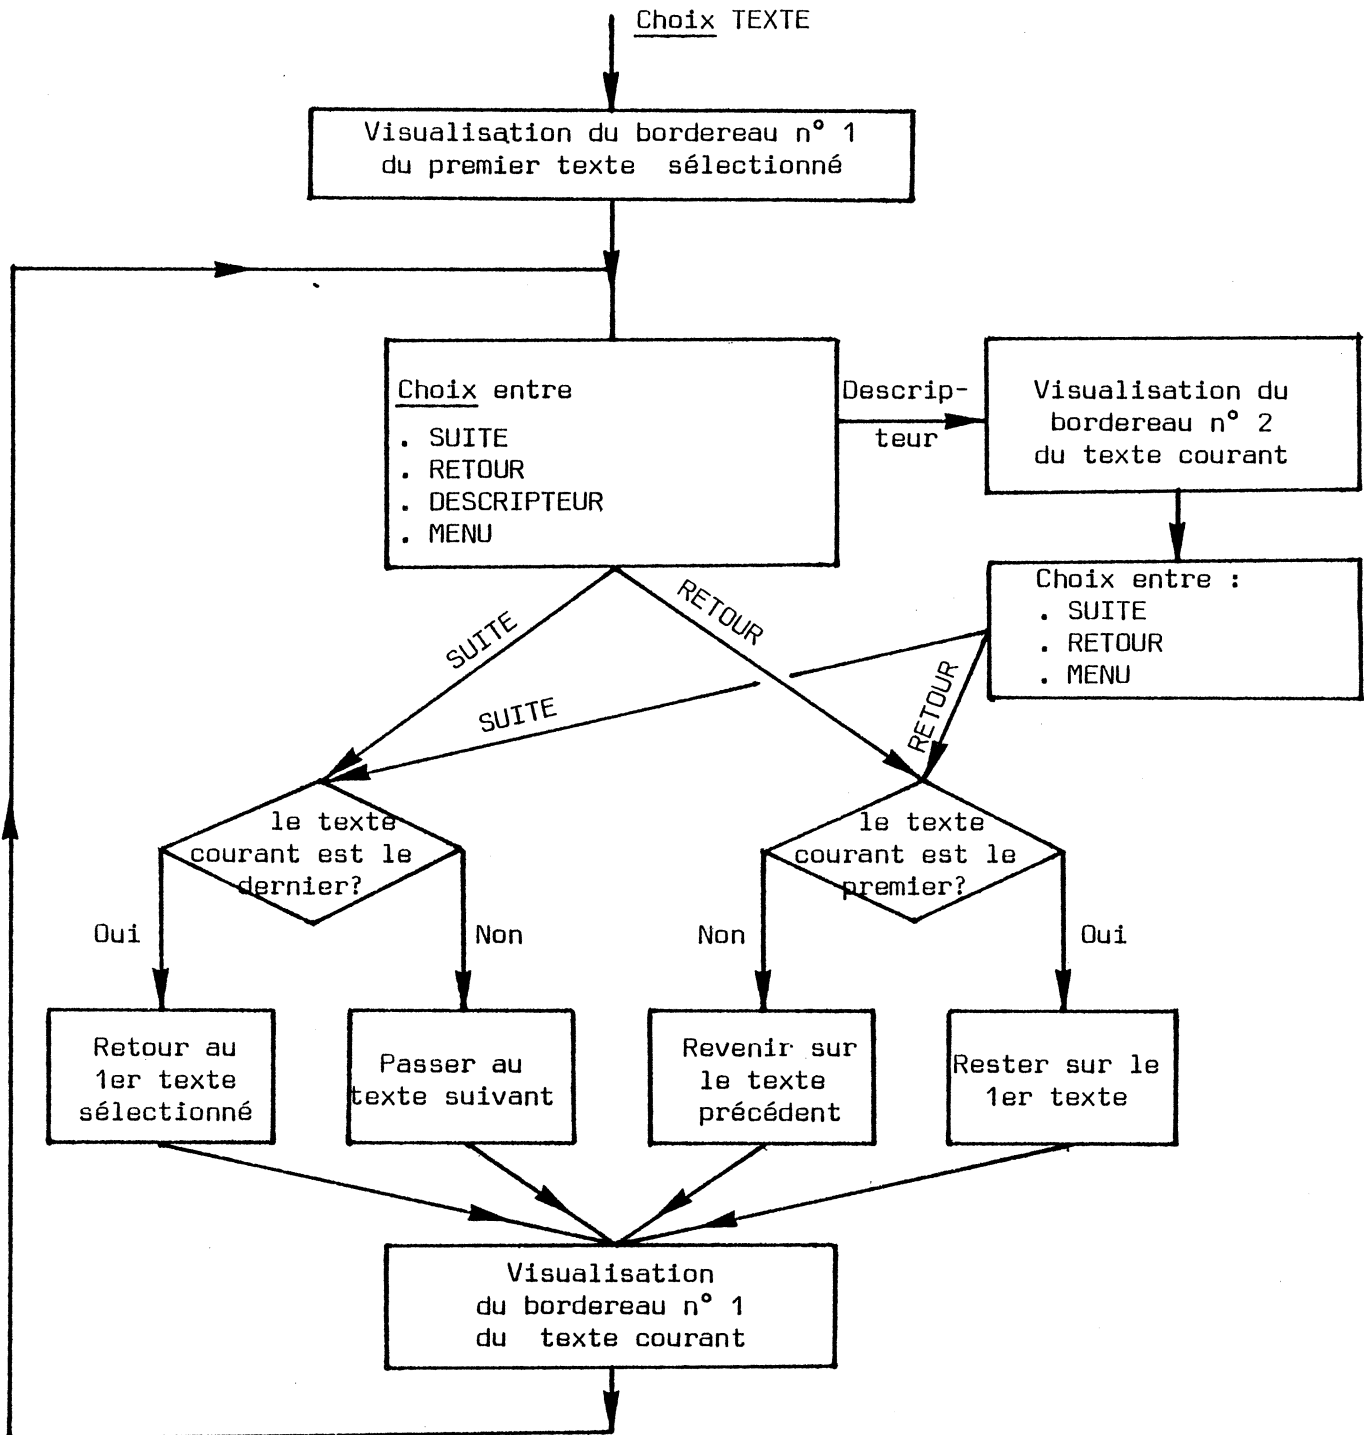 Choix TEXTE
Visualisation du bordereau n° 1
du premier texte sélectionné
Choix entre
. SUITE
. RETOUR
. DESCRIPTEUR
. MENU
Descrip-
teur
Visualisation du
bordereau n° 2
du texte courant
Choix entre :
. SUITE
. RETOUR
. MENU
SUITE
RETOUR
SUITE
RETOUR
le texte
courant est le
dernier?
le texte
courant est le
premier?
Oui
Non
Non
Oui
Retour au
1er texte
sélectionné
Passer au
texte suivant
Revenir sur
le texte
précédent
Rester sur le
1er texte
Visualisation
du bordereau n° 1
du texte courant